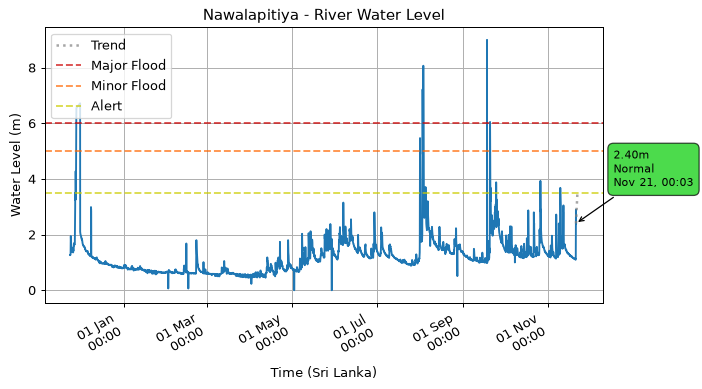 Nawalapitiya - River Water Level
Trend
Major Flood
Minor Flood
Alert
Water Level (m)
8
6
4
2
0
2.40m
Normal
Nov 21, 00:03
01 Jan
00:00
01 Mar
00:00
01 May
00:00
01 Jul
00:00
01 Sep
00:00
01 Nov
00:00
Time (Sri Lanka)